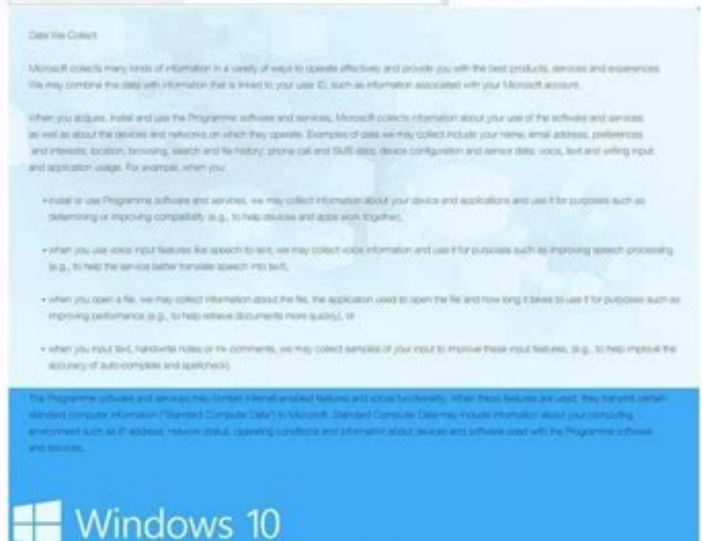 Data We Collect
Microsoft collects many kinds of information in a variety of ways to operate effectively and provide you with the best products, services and experiences.
We may combine this data with information that is linked to your user ID, such as information associated with your Microsoft account.
When you acquire, install and use the Programme software and services, Microsoft collects information about your use of the software and services
as well as about the devices and networks on which they operate. Examples of data we may collect include your name, email address, preferences
and interests; location, browsing, search and file history; phone call and SMS data; device configuration and sensor data; voice, text and writing input;
and application usage. For example, when you:
• install or use Programme software and services, we may collect information about your device and applications and use it for purposes such as
determining or improving compatibility (e.g., to help devices and apps work together),
• when you use voice input features like speech to text, we may collect voice information and use it for purposes such as improving speech processing
(e.g., to help the service better translate speech into text),
• when you open a file, we may collect information about the file, the application used to open the file and how long it takes to use it for purposes such as
improving performance (e.g., to help retrieve documents more quickly), or
• when you input text, handwrite notes or ink comments, we may collect samples of your input to improve these input features, (e.g., to help improve the
accuracy of auto-complete and spellcheck).
The Programme software and services may contain internet-enabled features and social functionality. When these features are used, they transmit certain
standard computer information ("Standard Computer Data") to Microsoft. Standard Computer Data may include information about your computing
environment such as IP address, network status, operating conditions and information about devices and software used with the Programme software
and services.
Windows 10